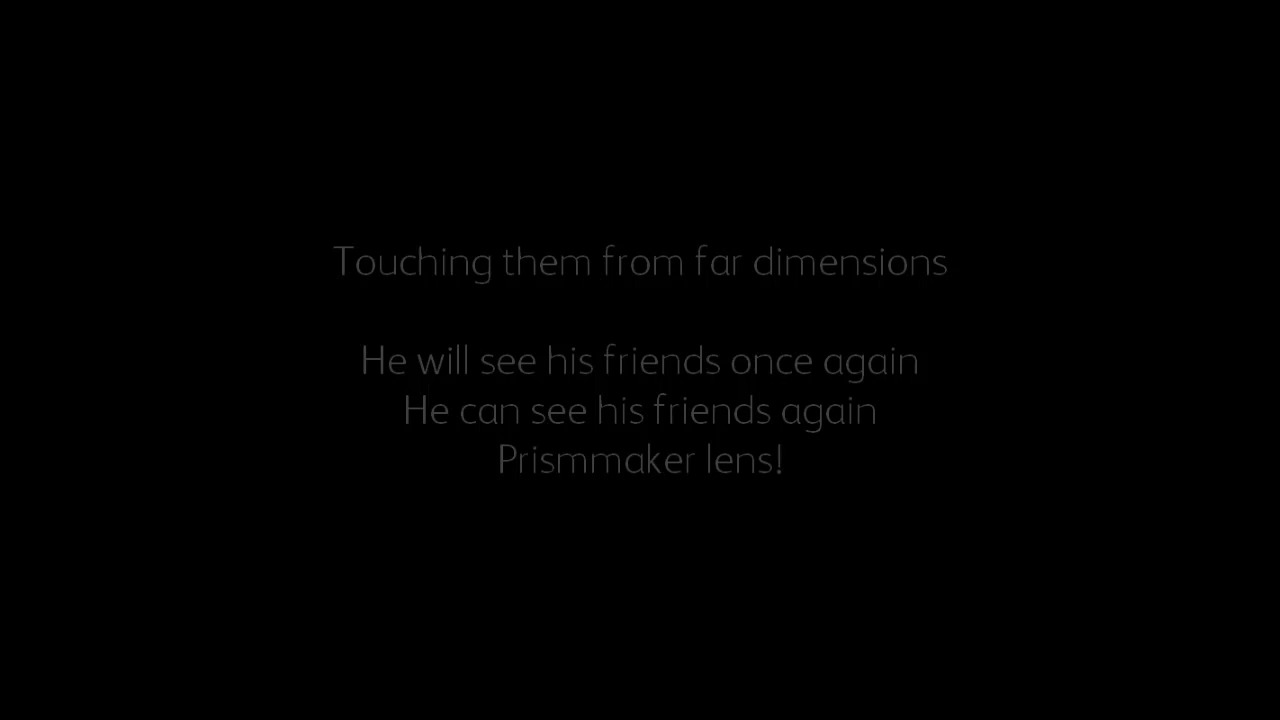 Touching them from far dimensions
He will see his friends once again
He can see his friends again
Prismmaker lens!